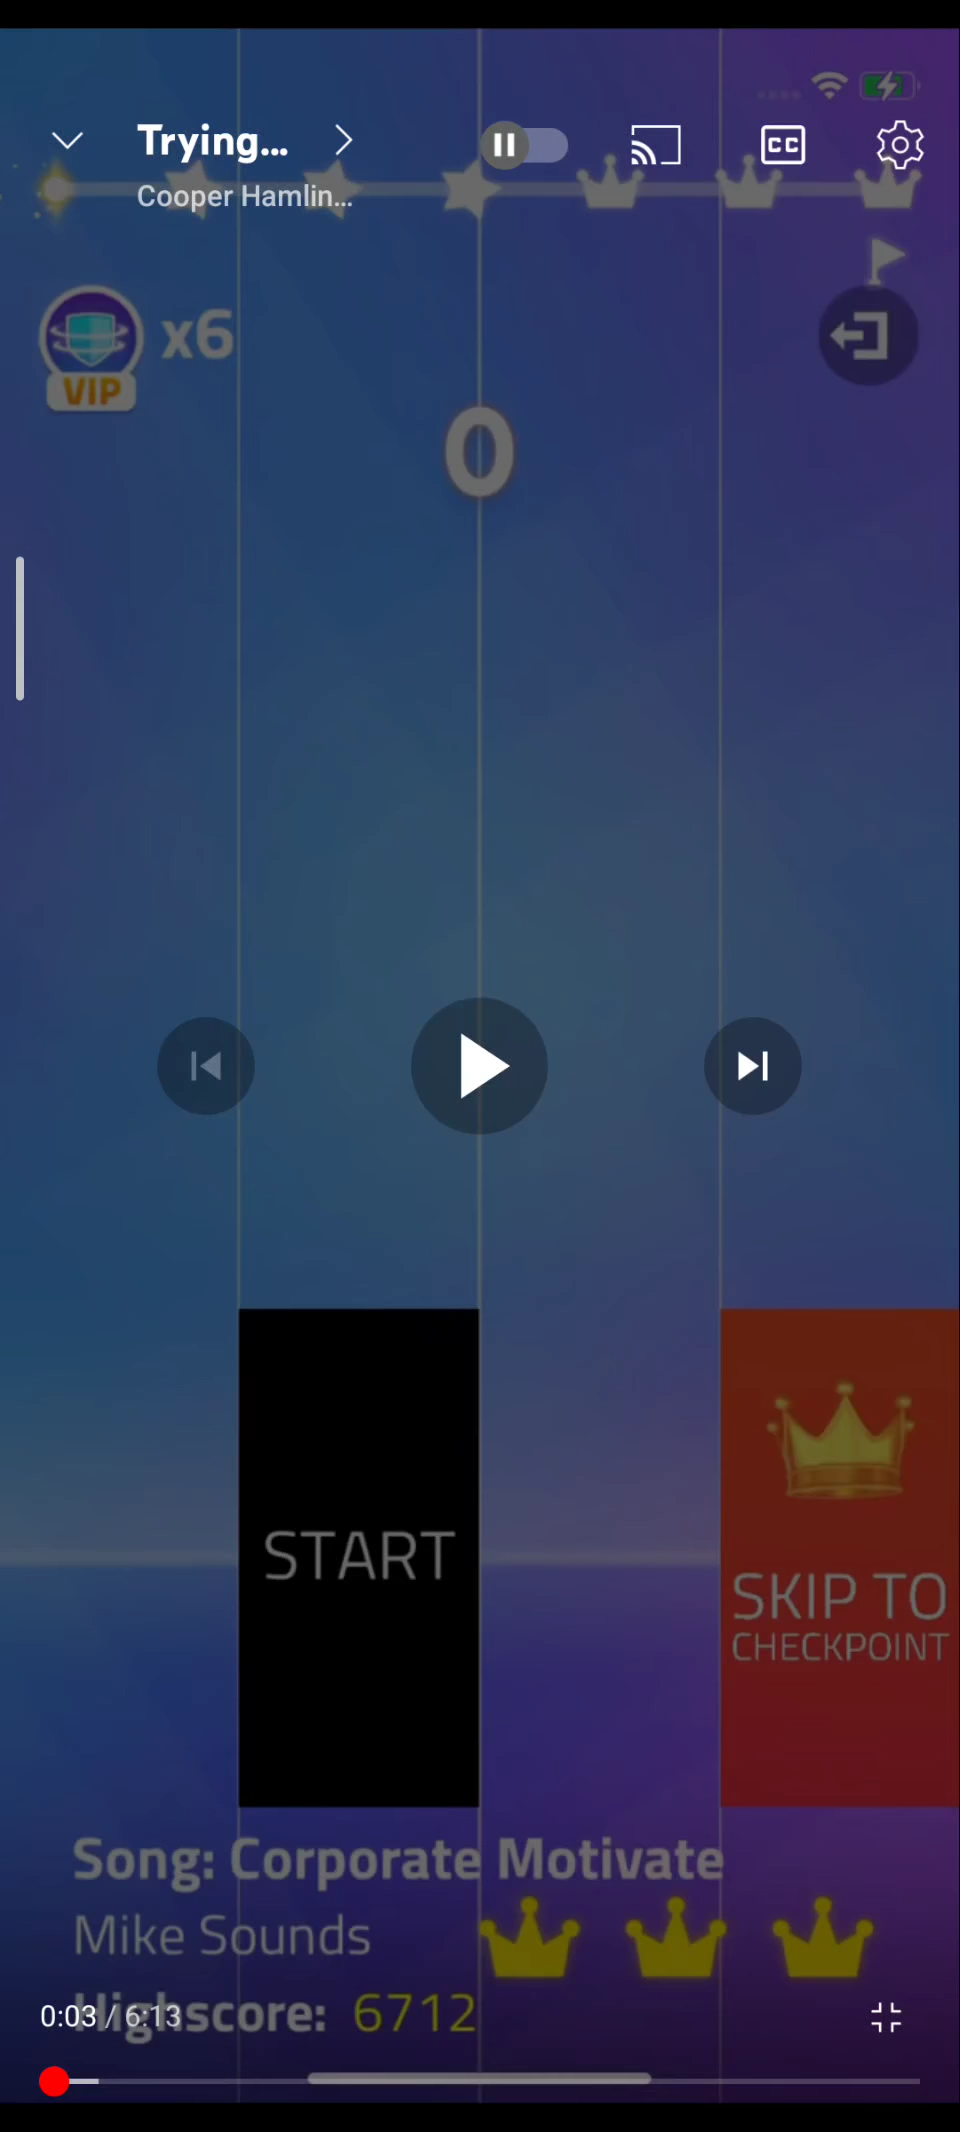 Trying...
Cooper Hamlin...
CC
x6
VIP
0
START
SKIP TO
CHECKPOINT
Song: Corporate Motivate
Mike Sounds
Highscore: 6712
0:03 / 6:13